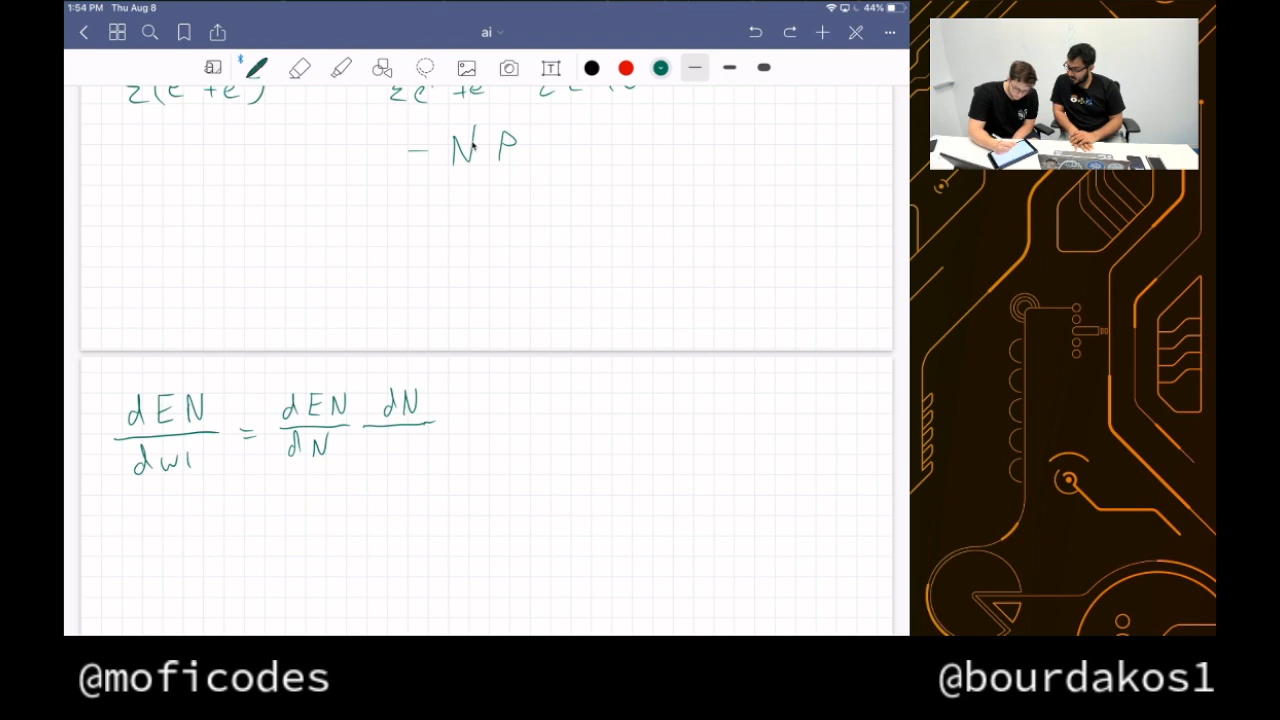 1:54 PM Thu Aug 8
44%
ai
— N P
dEN = dEN dN
dw1 dN
@moficodes
@bourdakos1